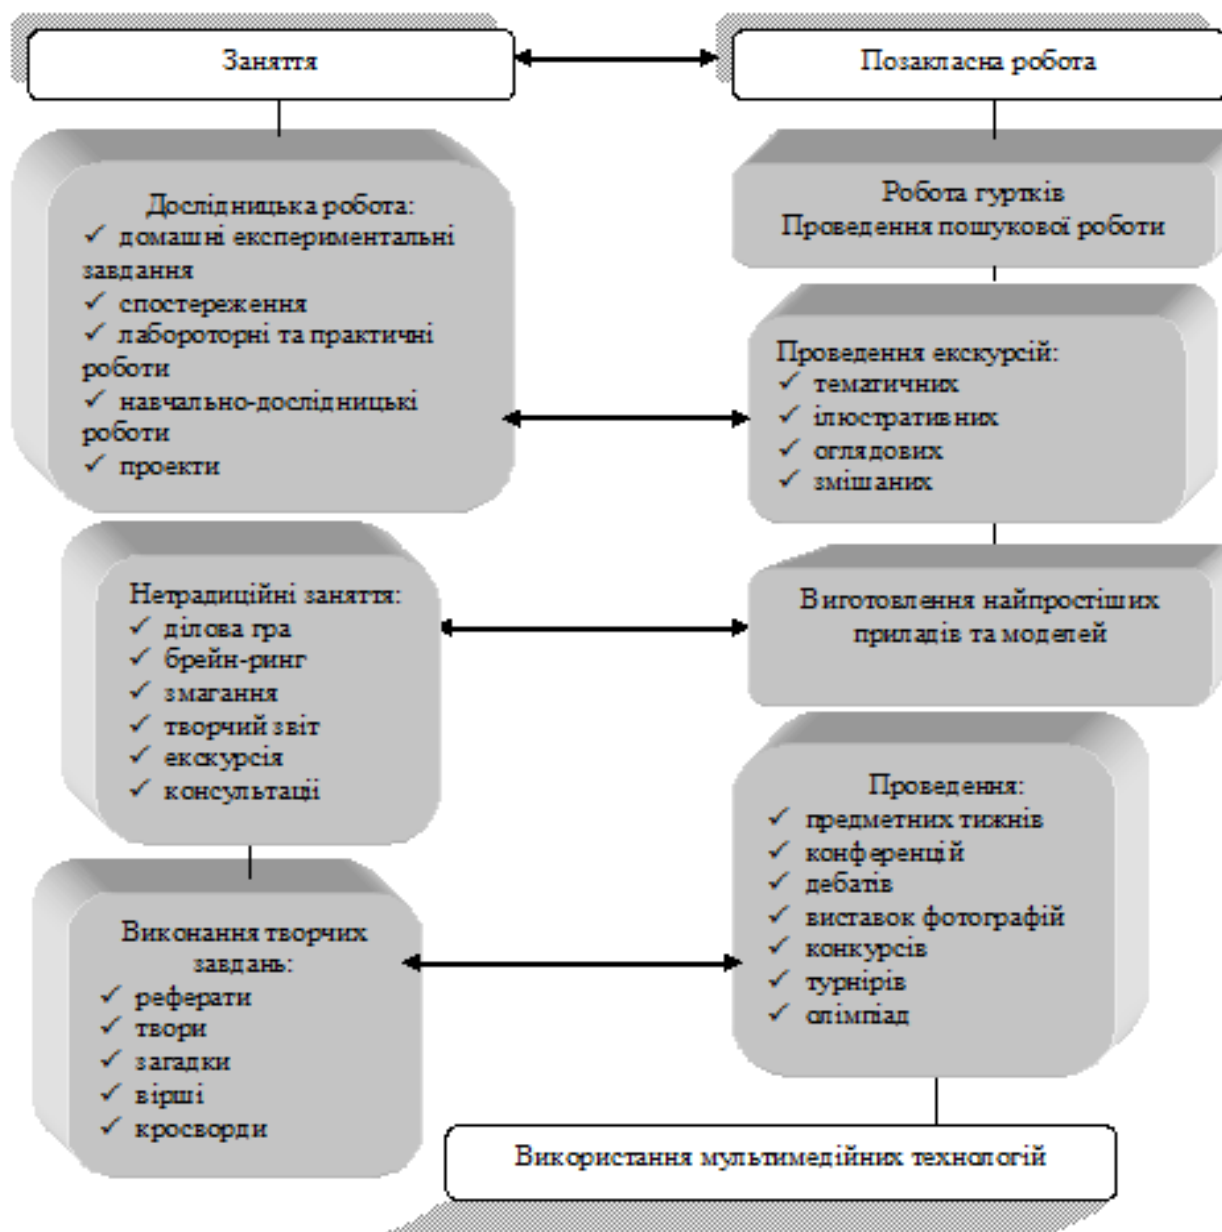 Заняття
Позакласна робота
Дослідницька робота:
✓ домашні експериментальні
завдання
✓ спостереження
✓ лабороторні та практичні
роботи
✓ навчально-дослідницькі
роботи
✓ проекти
Робота гуртків
Проведення пошукової роботи
Проведення екскурсій:
✓ тематичних
✓ ілюстративних
✓ оглядових
✓ змішаних
Нетрадиційні заняття:
✓ ділова гра
✓ брейн-ринг
✓ змагання
✓ творчий звіт
✓ екскурсія
✓ консультації
Виготовлення найпростіших
приладів та моделей
Проведення:
✓ предметних тижнів
✓ конференцій
✓ дебатів
✓ виставок фотографій
✓ конкурсів
✓ турнірів
✓ олімпіад
Виконання творчих
завдань:
✓ реферати
✓ твори
✓ загадки
✓ вірші
✓ кросворди
Використання мультимедійних технологій